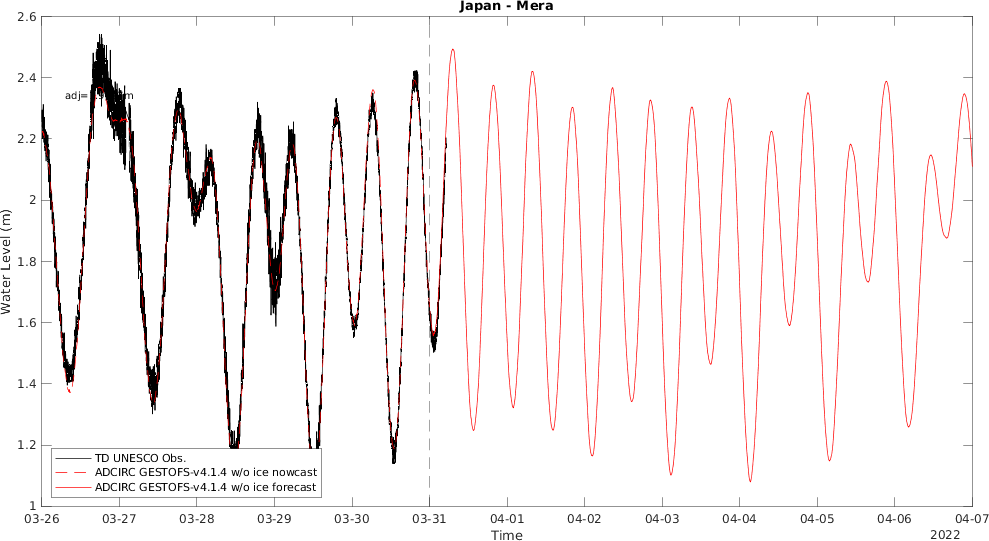 Japan - Mera
2.6
2.4
2.2
2
1.8
1.6
1.4
1.2
1
Water Level (m)
adj=
m
TD UNESCO Obs.
ADCIRC GESTOFS-v4.1.4 w/o ice nowcast
ADCIRC GESTOFS-v4.1.4 w/o ice forecast
03-26 03-27 03-28 03-29 03-30 03-31 04-01 04-02 04-03 04-04 04-05 04-06 04-07
Time
2022